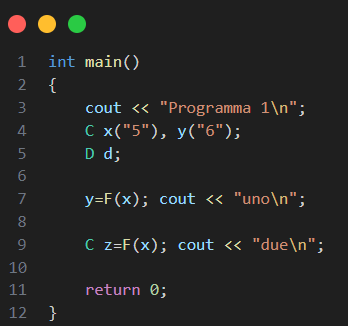 1 int main()
2 {
3     cout << "Programma 1\n";
4     C x("5"), y("6");
5     D d;
6
7     y=F(x); cout << "uno\n";
8
9     C z=F(x); cout << "due\n";
10
11     return 0;
12 }